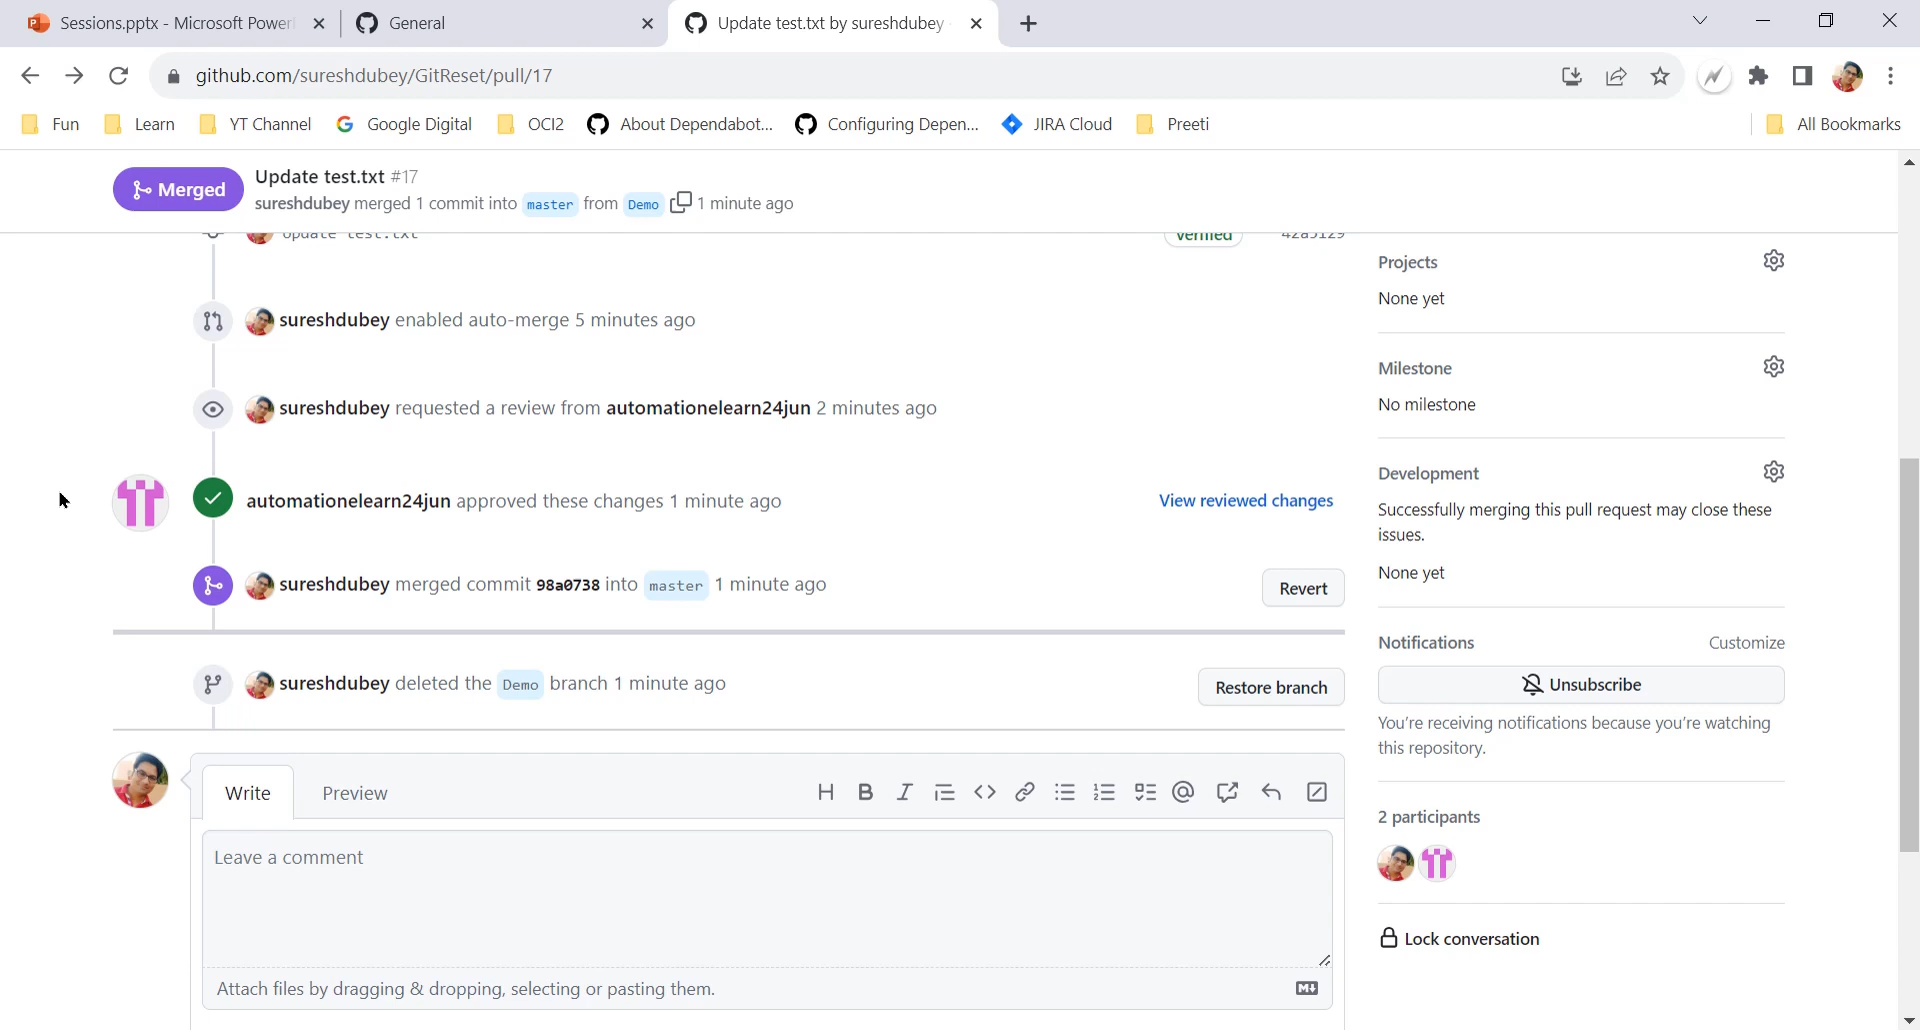 Sessions.pptx - Microsoft Power
General
Update test.txt by sureshdubey
github.com/sureshdubey/GitReset/pull/17
Fun
Learn
YT Channel
Google Digital
OCI2
About Dependabot...
Configuring Depen...
JIRA Cloud
Preeti
All Bookmarks
Merged
Update test.txt #17
sureshdubey merged 1 commit into master from Demo 1 minute ago
Update test.txt
Verified
42a5129
sureshdubey enabled auto-merge 5 minutes ago
sureshdubey requested a review from automationelearn24jun 2 minutes ago
automationelearn24jun approved these changes 1 minute ago
View reviewed changes
sureshdubey merged commit 98a0738 into master 1 minute ago
Revert
sureshdubey deleted the Demo branch 1 minute ago
Restore branch
Write
Preview
Leave a comment
Attach files by dragging & dropping, selecting or pasting them.
Projects
None yet
Milestone
No milestone
Development
Successfully merging this pull request may close these
issues.
None yet
Notifications
Customize
Unsubscribe
You're receiving notifications because you're watching
this repository.
2 participants
Lock conversation